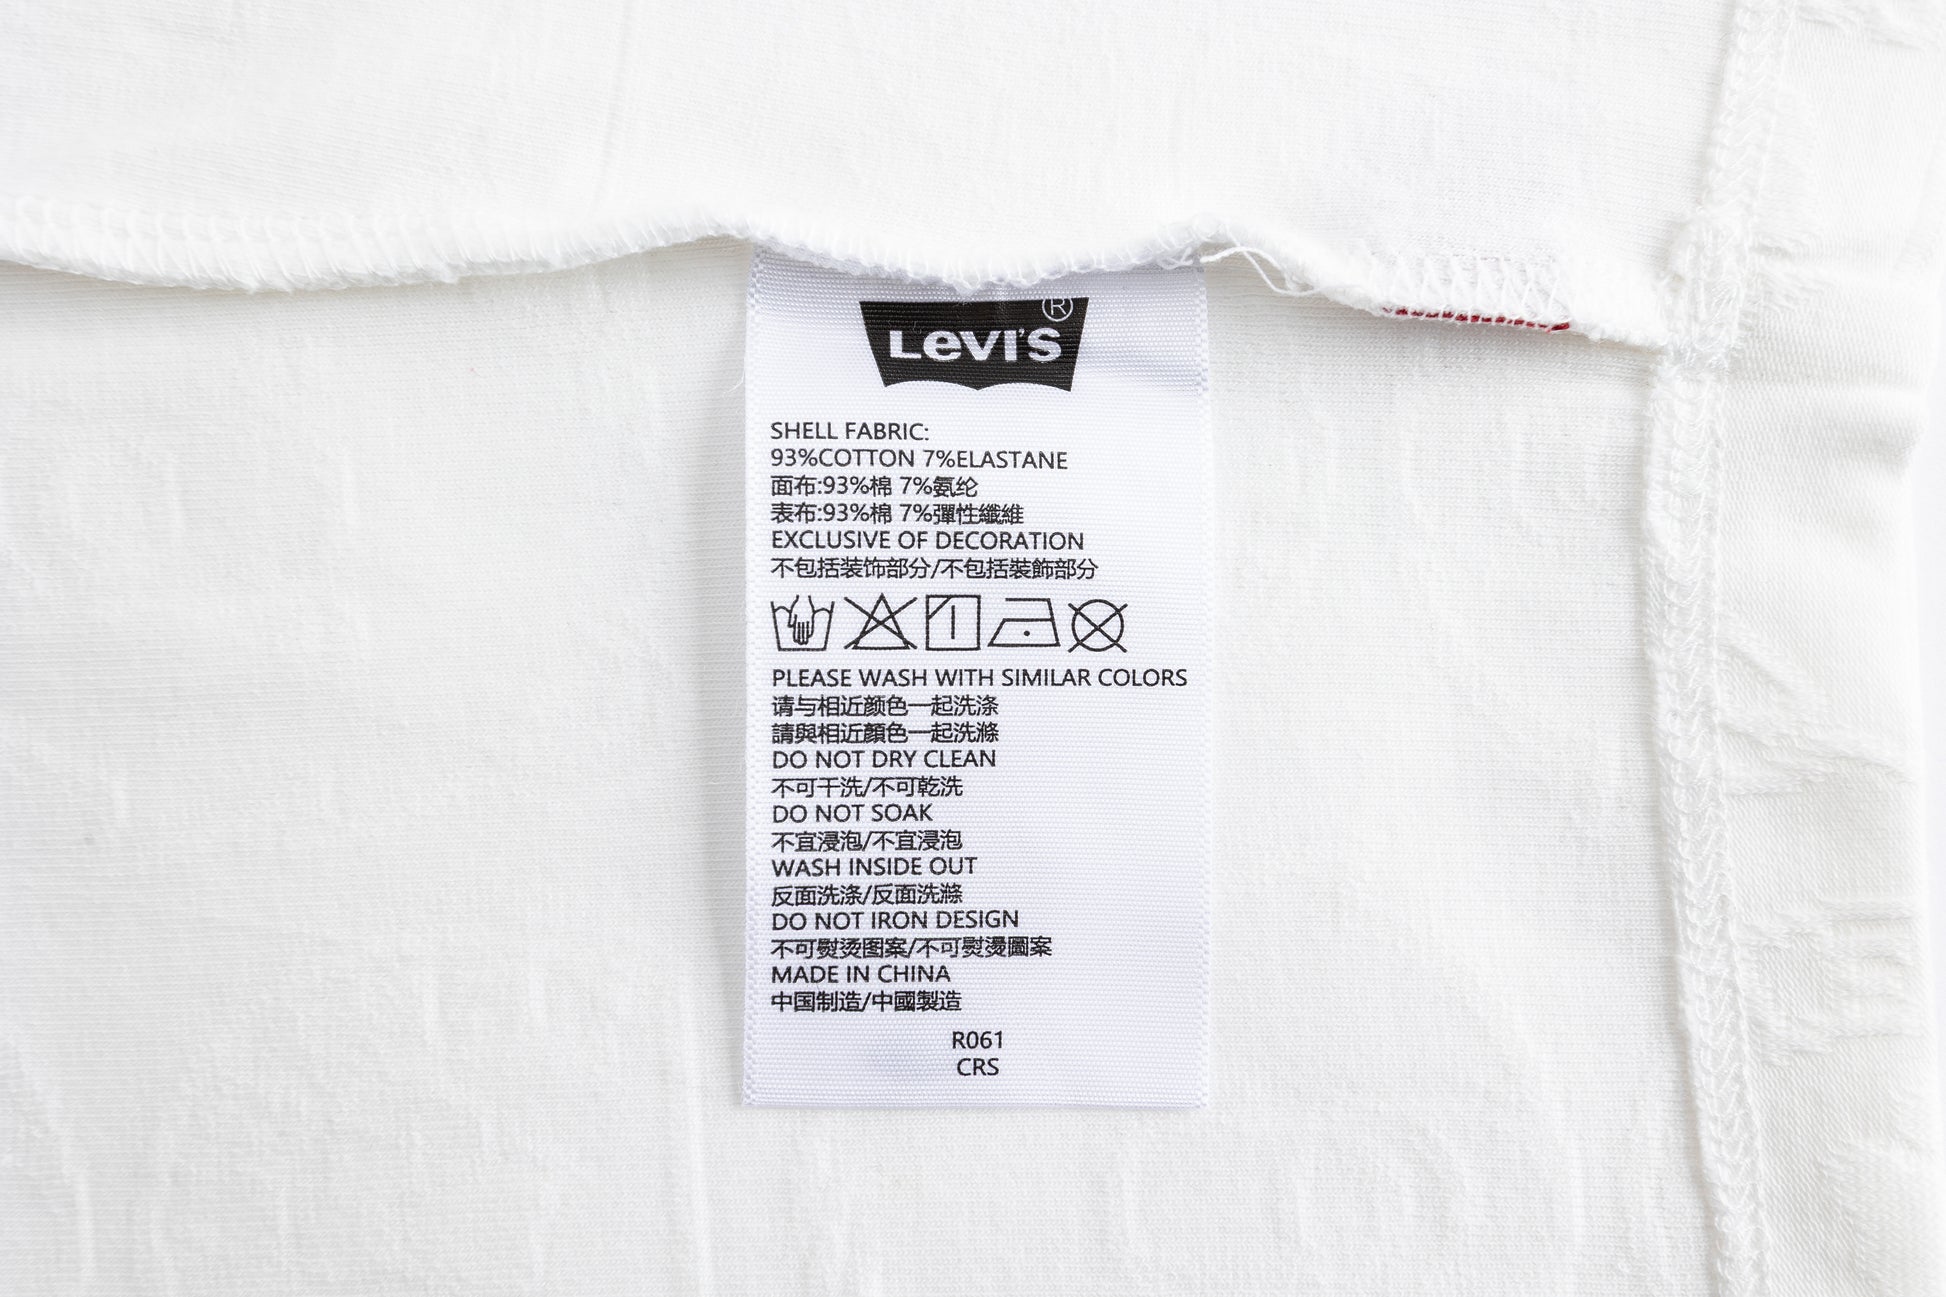 LEVI'S®
SHELL FABRIC:
93%COTTON 7%ELASTANE
面布:93%棉 7%氨纶
表布:93%棉 7%彈性纖維
EXCLUSIVE OF DECORATION
不包括装饰部分/不包括裝飾部分
PLEASE WASH WITH SIMILAR COLORS
请与相近颜色一起洗涤
請與相近顏色一起洗滌
DO NOT DRY CLEAN
不可干洗/不可乾洗
DO NOT SOAK
不宜浸泡/不宜浸泡
WASH INSIDE OUT
反面洗涤/反面洗滌
DO NOT IRON DESIGN
不可熨烫图案/不可熨燙圖案
MADE IN CHINA
中国制造/中國製造
R061
CRS